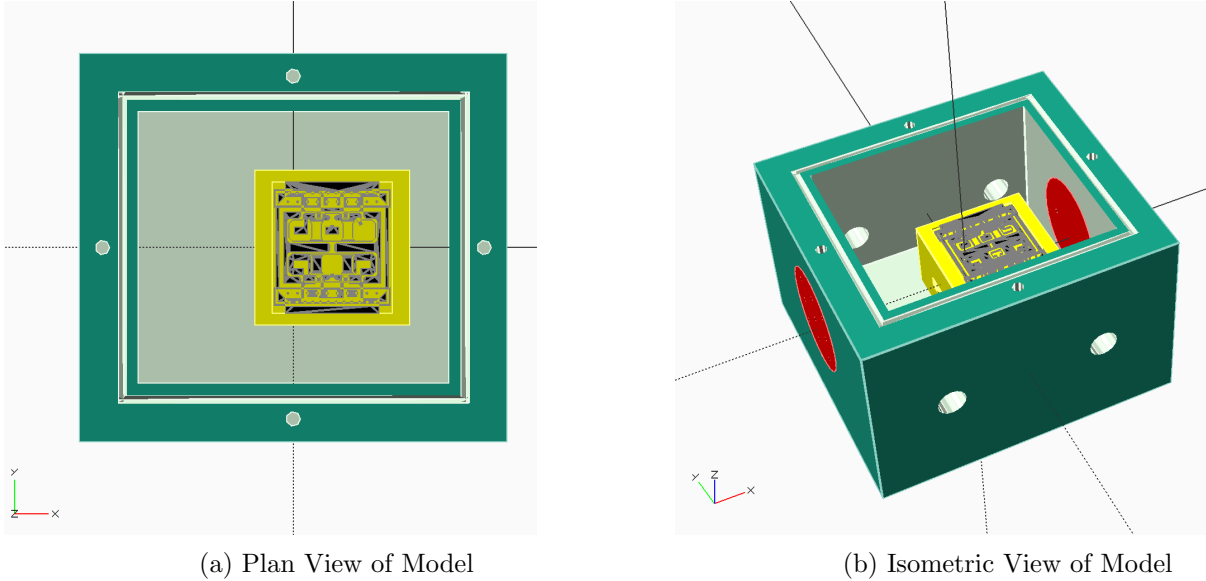 Y
Z
X
Y
Z
X
(a) Plan View of Model
(b) Isometric View of Model